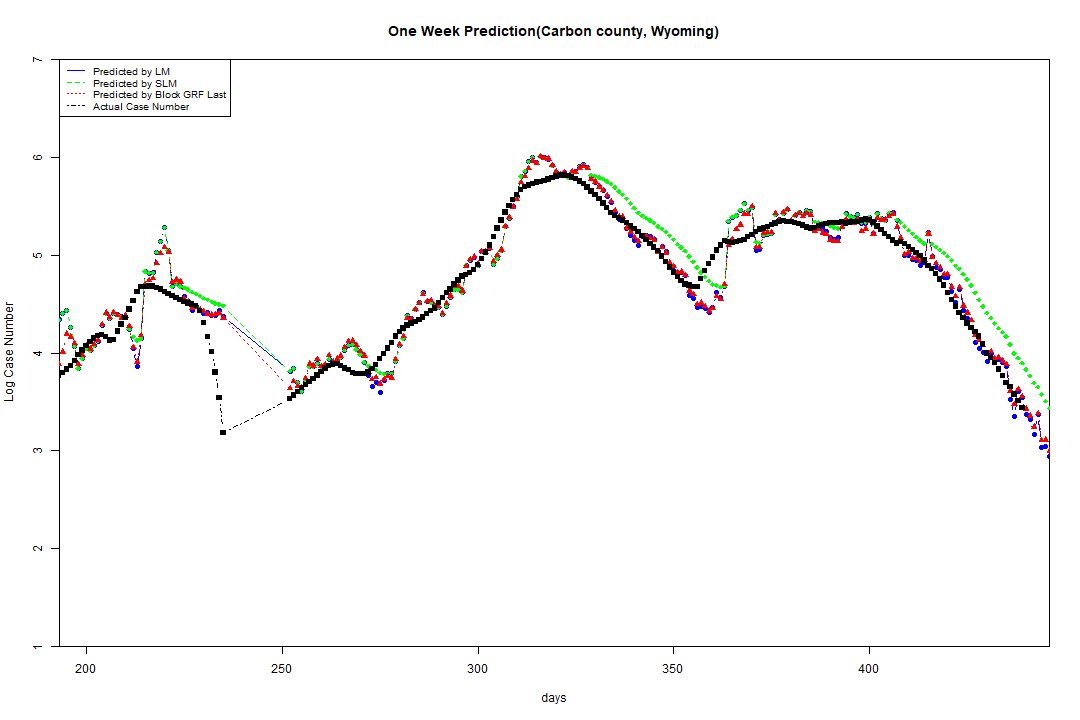 One Week Prediction(Carbon county, Wyoming)
Predicted by LM
Predicted by SLM
Predicted by Block GRF Last
Actual Case Number
7
6
5
4
3
2
1
Log Case Number
200 250 300 350 400
days